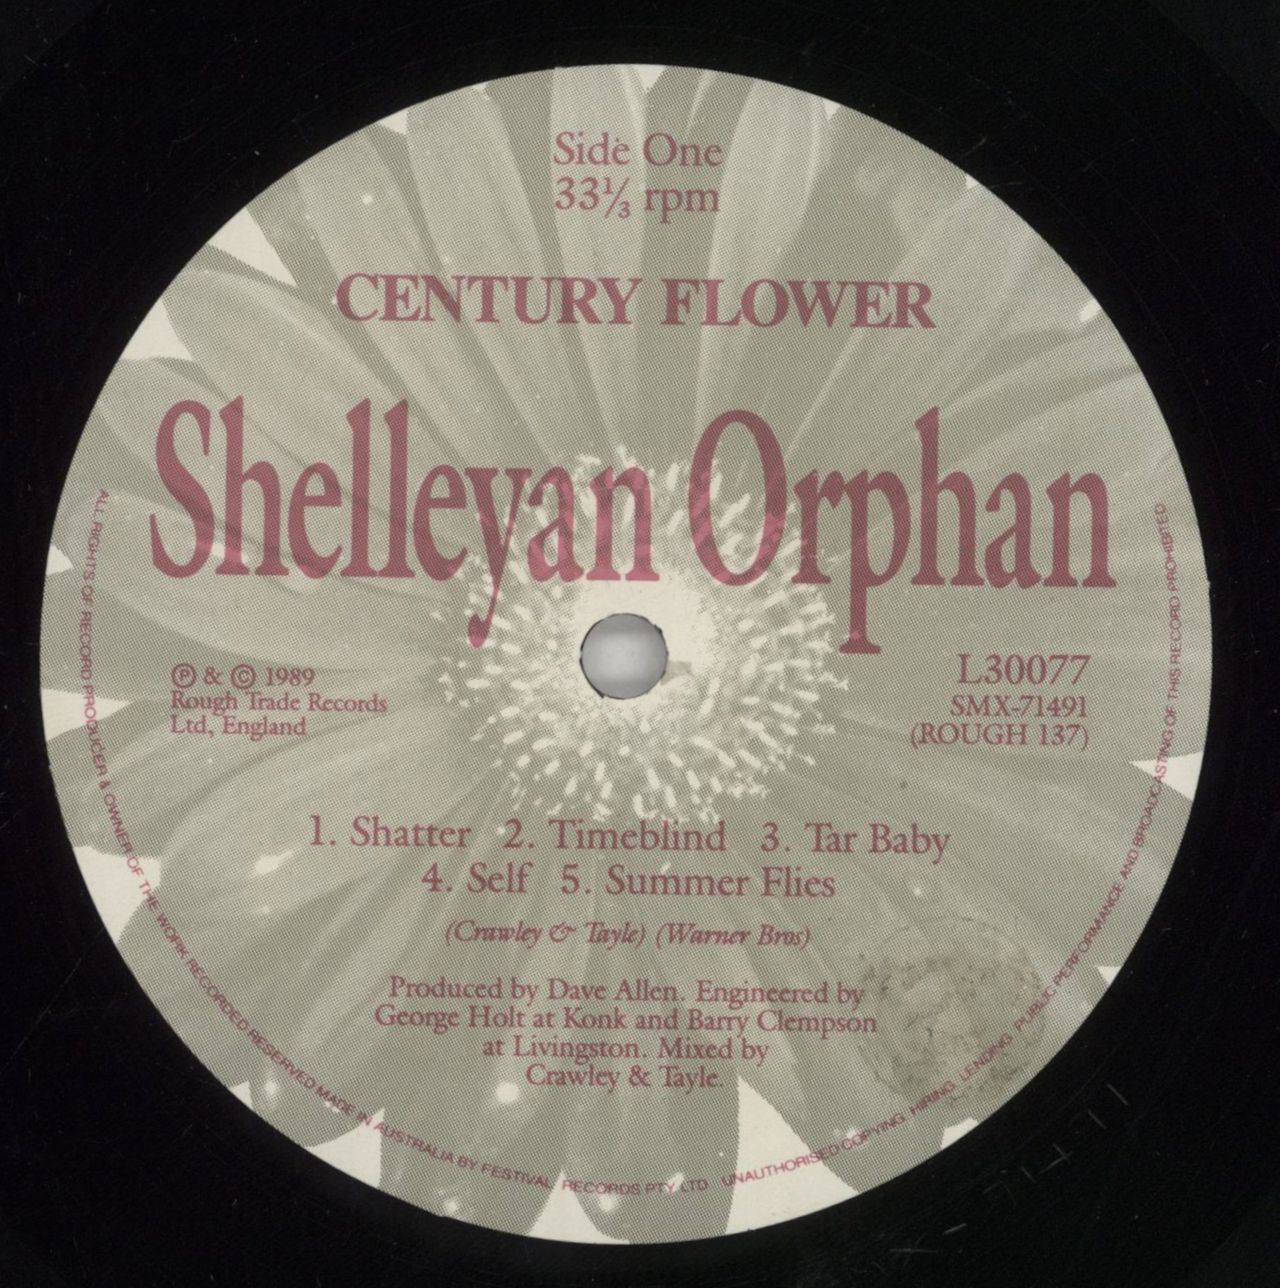 Side One
33⅓ rpm
CENTURY FLOWER
Shelleyan Orphan
Ⓟ & © 1989
Rough Trade Records
Ltd, England
L30077
SMX-71491
(ROUGH 137)
1. Shatter 2. Timeblind 3. Tar Baby
4. Self 5. Summer Flies
(Crawley & Tayle) (Warner Bros)
Produced by Dave Allen. Engineered by
George Holt at Konk and Barry Clempson
at Livingston. Mixed by
Crawley & Tayle.
ALL RIGHTS OF RECORD PRODUCER & OWNER OF THE WORK RECORDED RESERVED MADE IN AUSTRALIA BY FESTIVAL RECORDS PTY LTD UNAUTHORISED COPYING HIRING LENDING PUBLIC PERFORMANCE AND BROADCASTING OF THIS RECORD PROHIBITED